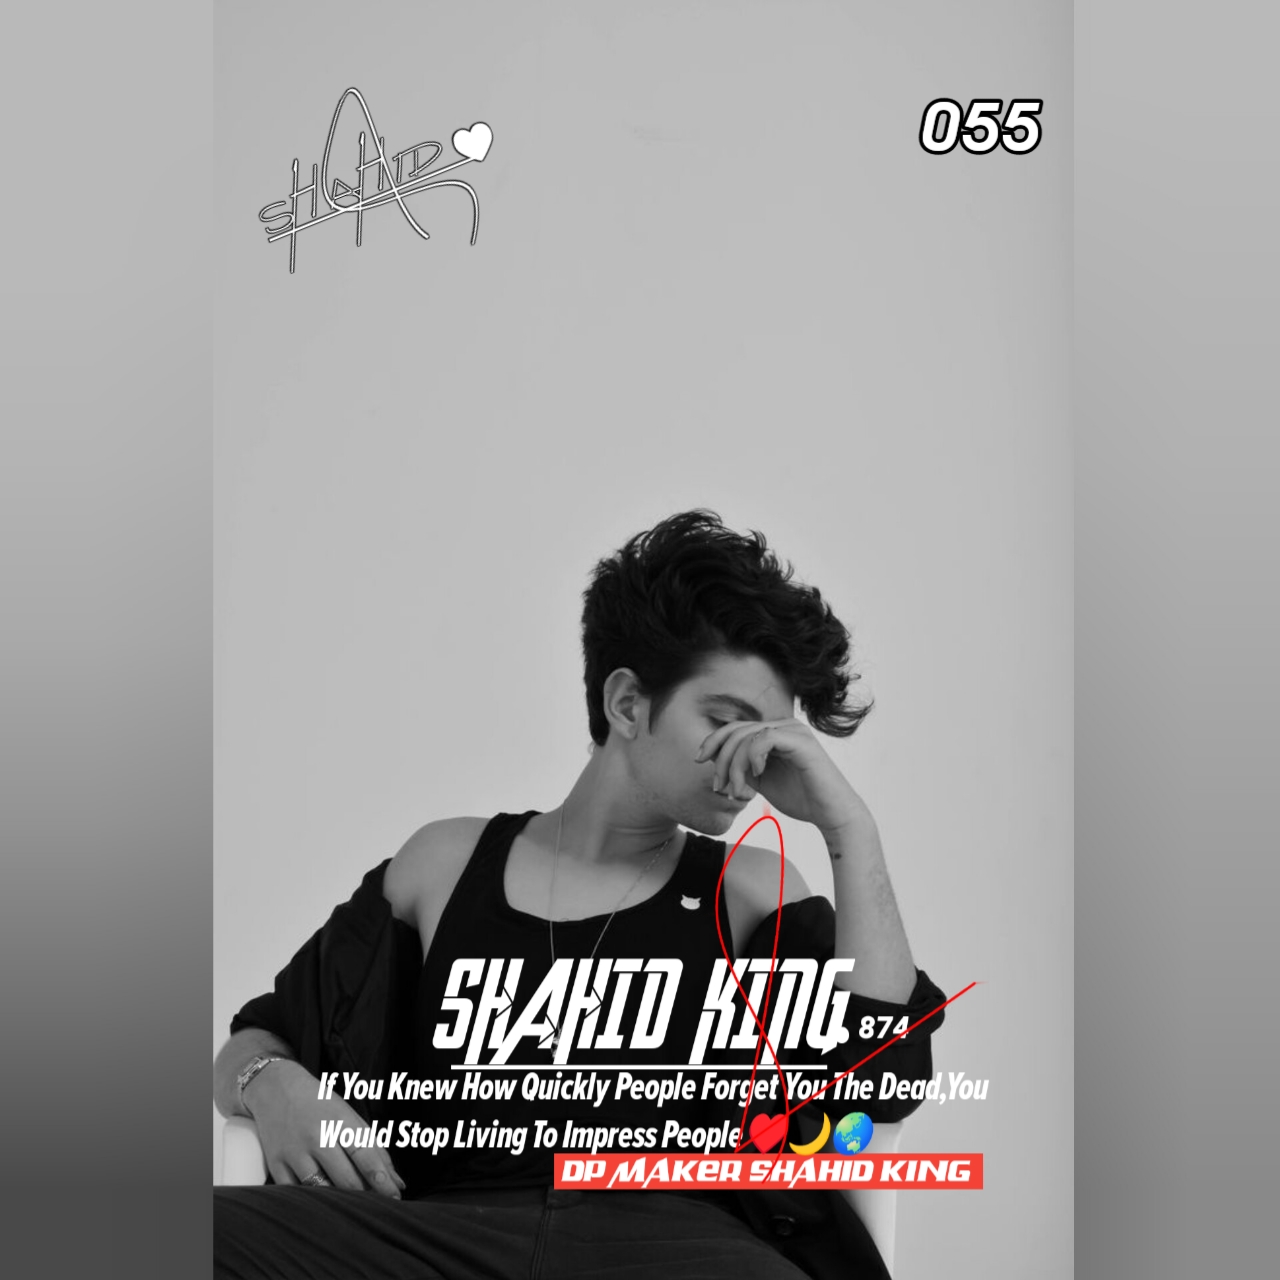 SHAHID
055
SHAHID KING
874
If You Knew How Quickly People Forget You The Dead,You
Would Stop Living To Impress People ❤️🌙🌏
DP MAKER SHAHID KING